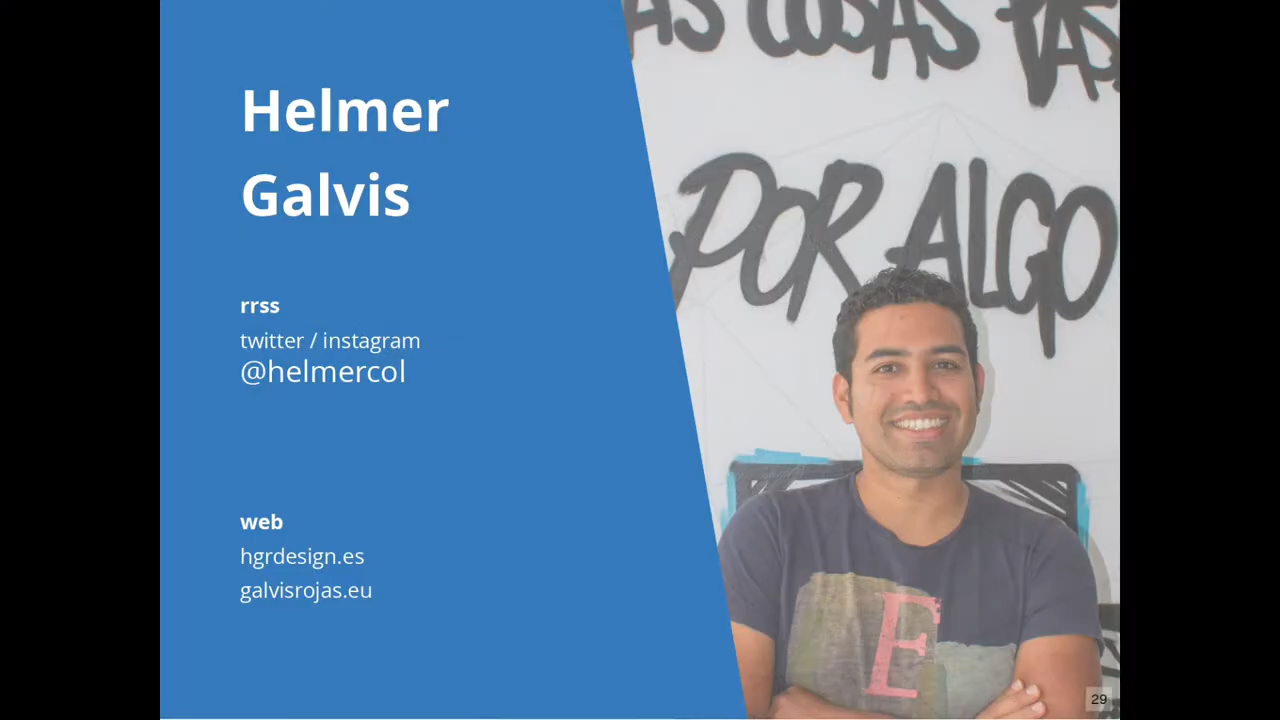 Helmer
Galvis
rrss
twitter / instagram
@helmercol
web
hgrdesign.es
galvisrojas.eu
AS COSAS PAS
POR ALGO
E
29